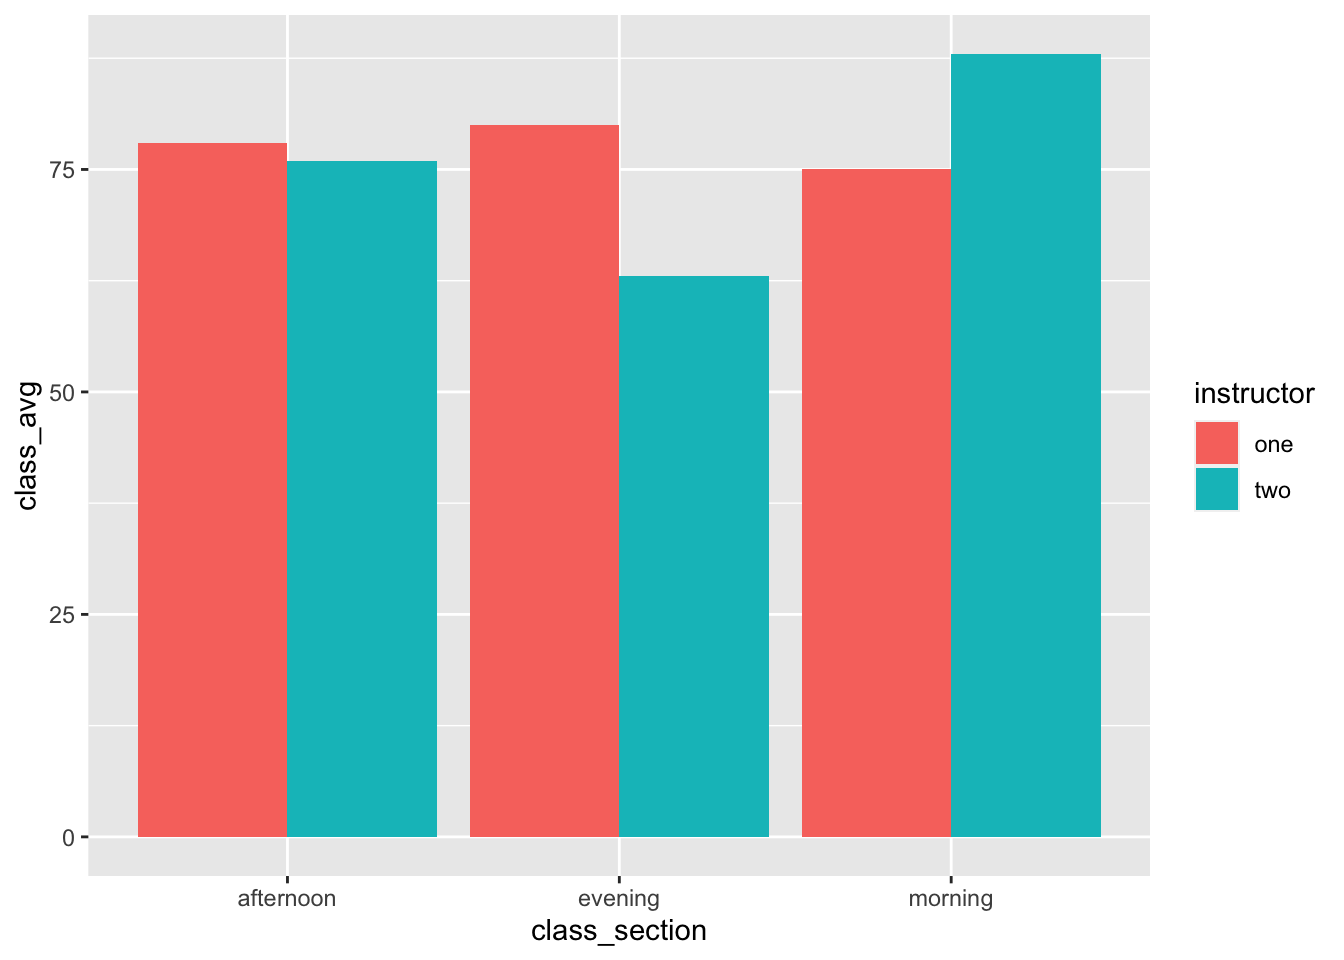 class_avg
75
50
25
0
afternoon
evening
morning
class_section
instructor
one
two